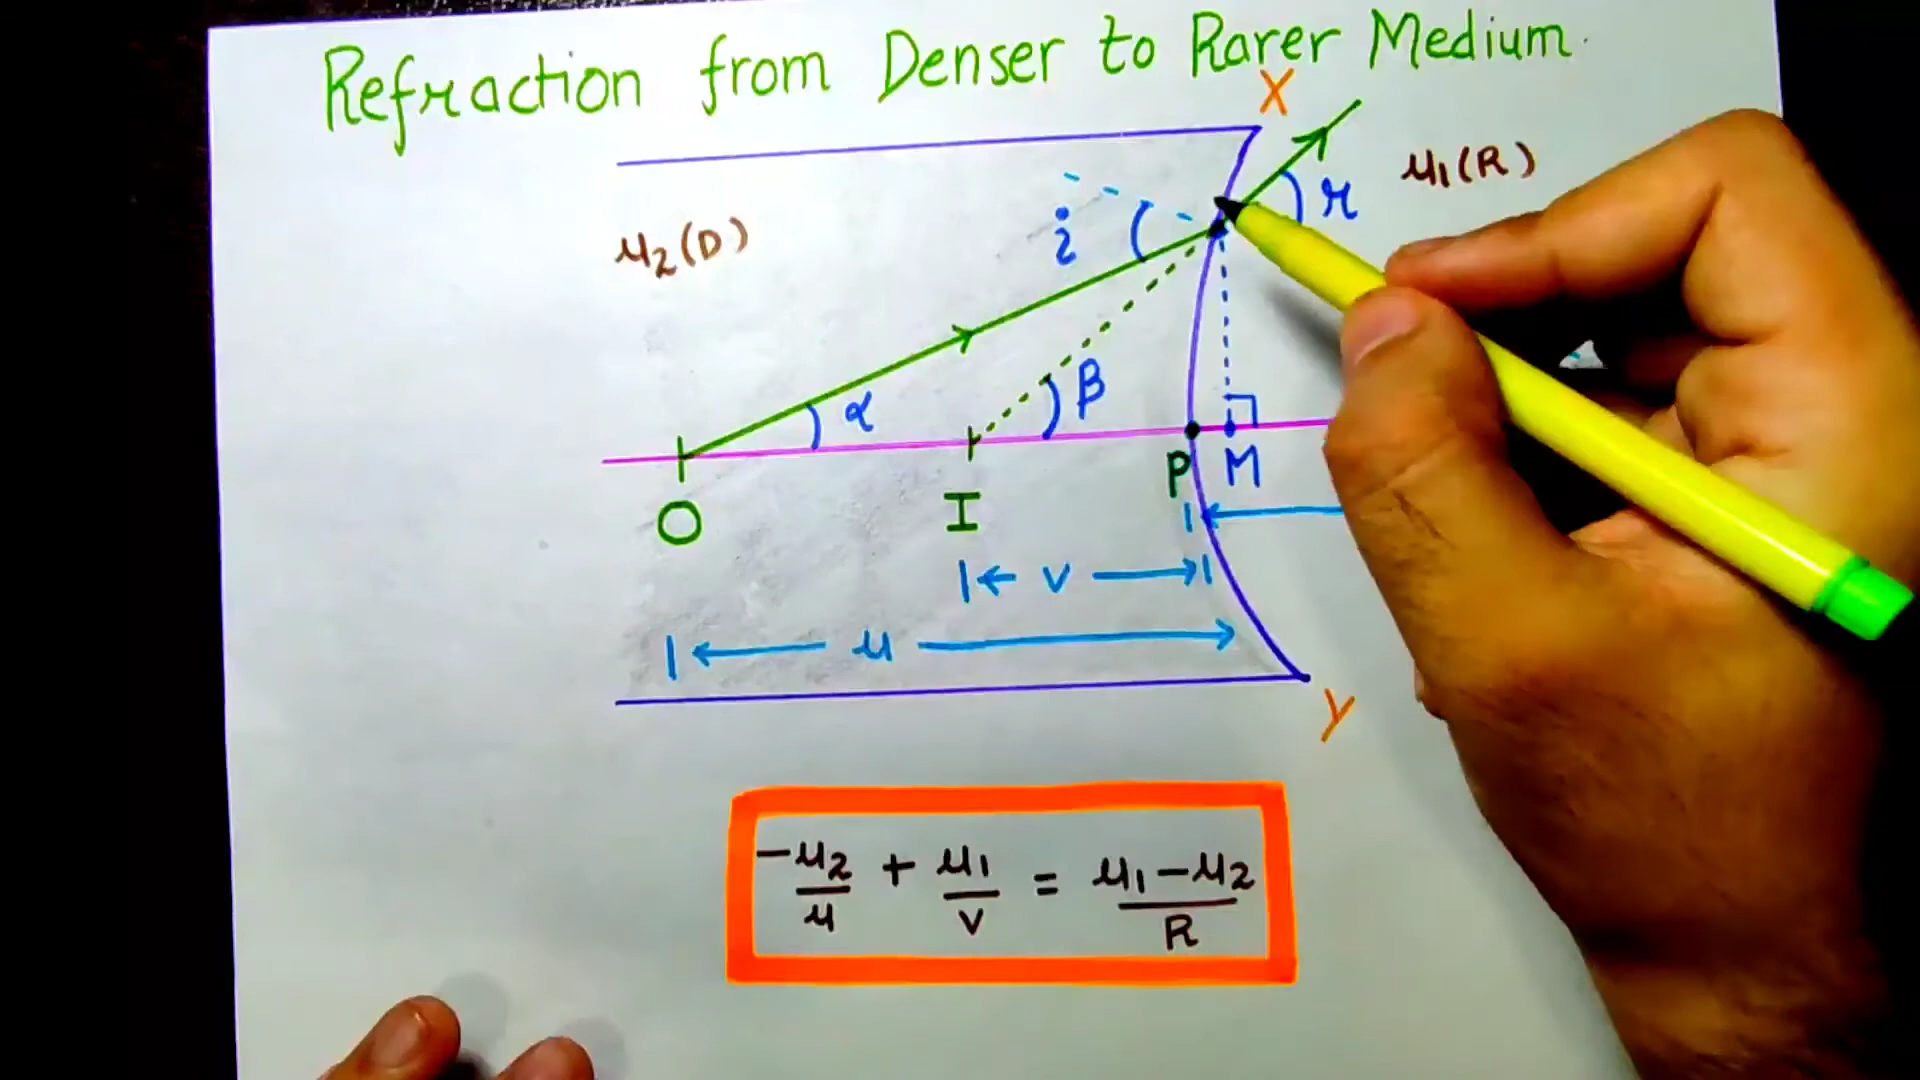 Refraction from Denser to Rarer Medium
X
μ1(R)
r
i
μ2(D)
β
α
P M
O I
v
u
Y
-μ2/u + μ1/v = μ1-μ2/R